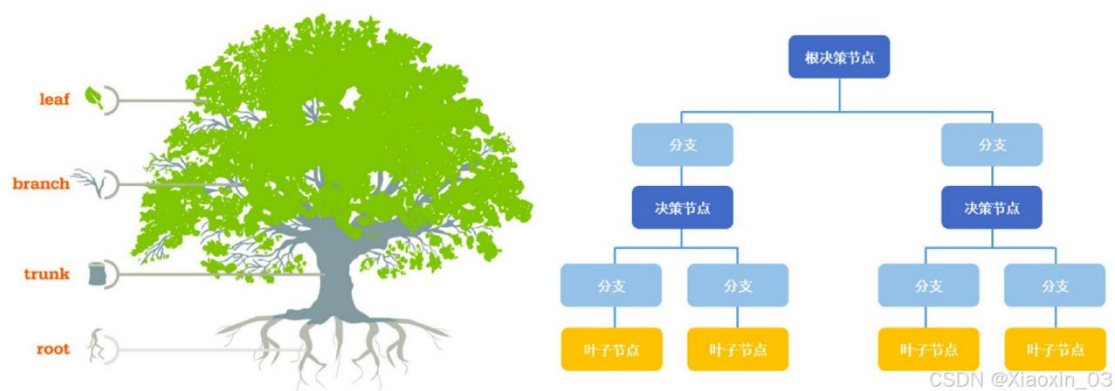 leaf
branch
trunk
root
根决策节点
分支 分支
决策节点 决策节点
分支 分支 分支 分支
叶子节点 叶子节点 叶子节点 叶子节点
CSDN @Xiaoxin_03